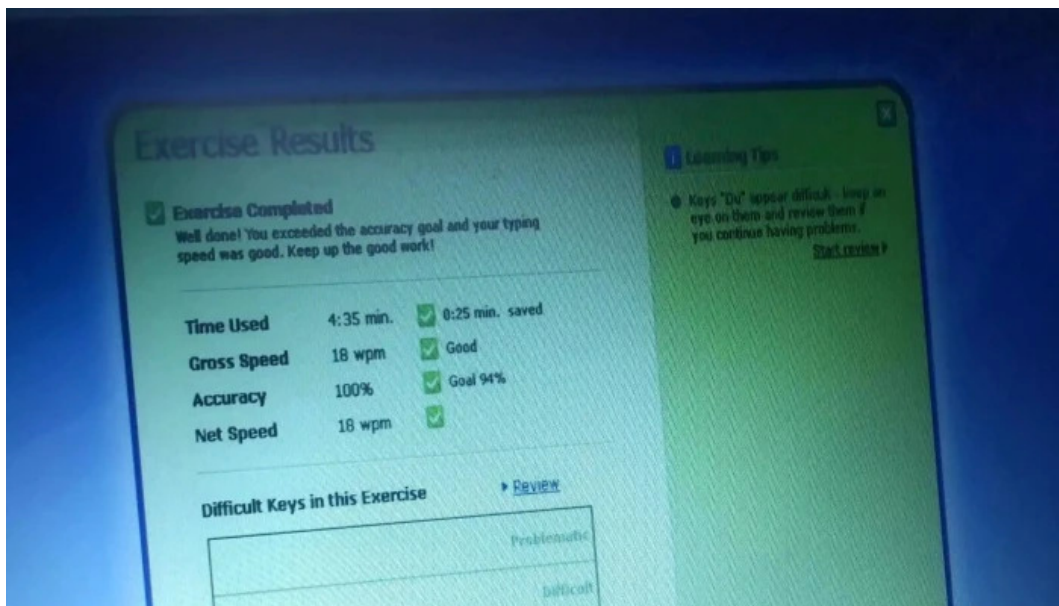 Exercise Results
Exercise Completed
Well done! You exceeded the accuracy goal and your typing
speed was good. Keep up the good work!
Time Used 4:35 min. 0:25 min. saved
Gross Speed 18 wpm Good
Accuracy 100% Goal 94%
Net Speed 18 wpm
Difficult Keys in this Exercise Review
Problematic
Difficult
i Learning Tips
Keys "Du" appear difficult - keep an
eye on them and review them if
you continue having problems.
Start review